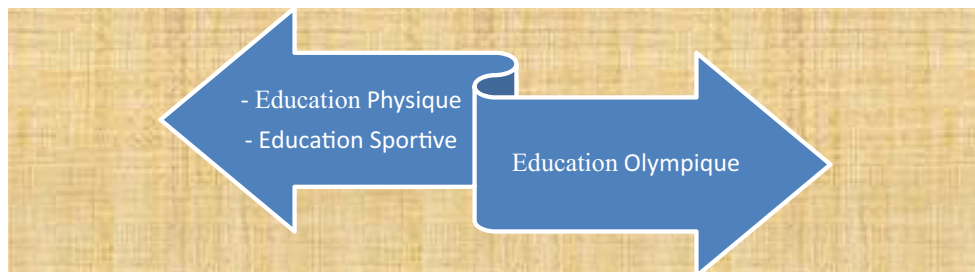 - Education Physique
- Education Sportive
Education Olympique